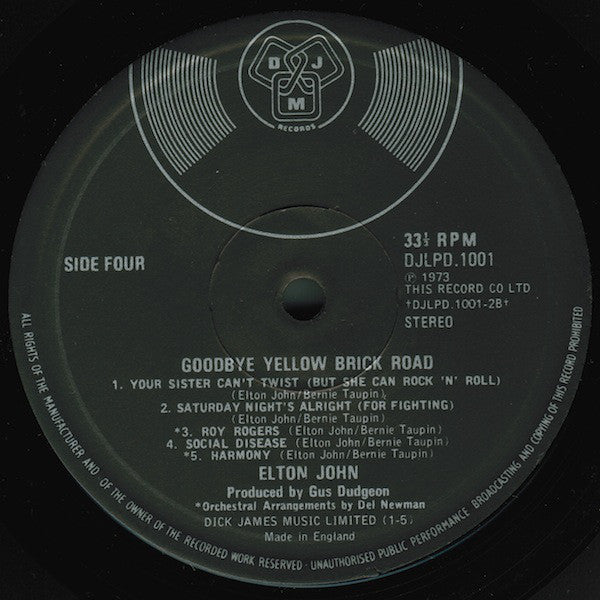 D J
M
RECORDS
SIDE FOUR
33⅓ RPM
DJLPD.1001
℗ 1973
THIS RECORD CO LTD
†DJLPD.1001-2B†
STEREO
GOODBYE YELLOW BRICK ROAD
1. YOUR SISTER CAN'T TWIST (BUT SHE CAN ROCK 'N' ROLL)
(Elton John/Bernie Taupin)
2. SATURDAY NIGHT'S ALRIGHT (FOR FIGHTING)
(Elton John/Bernie Taupin)
*3. ROY ROGERS (Elton John/Bernie Taupin)
4. SOCIAL DISEASE (Elton John/Bernie Taupin)
*5. HARMONY (Elton John/Bernie Taupin)
ELTON JOHN
Produced by Gus Dudgeon
*Orchestral Arrangements by Del Newman
DICK JAMES MUSIC LIMITED (1-5)
Made in England
ALL RIGHTS OF THE MANUFACTURER AND OF THE OWNER OF THE RECORDED WORK RESERVED · UNAUTHORISED PUBLIC PERFORMANCE BROADCASTING AND COPYING OF THIS RECORD PROHIBITED